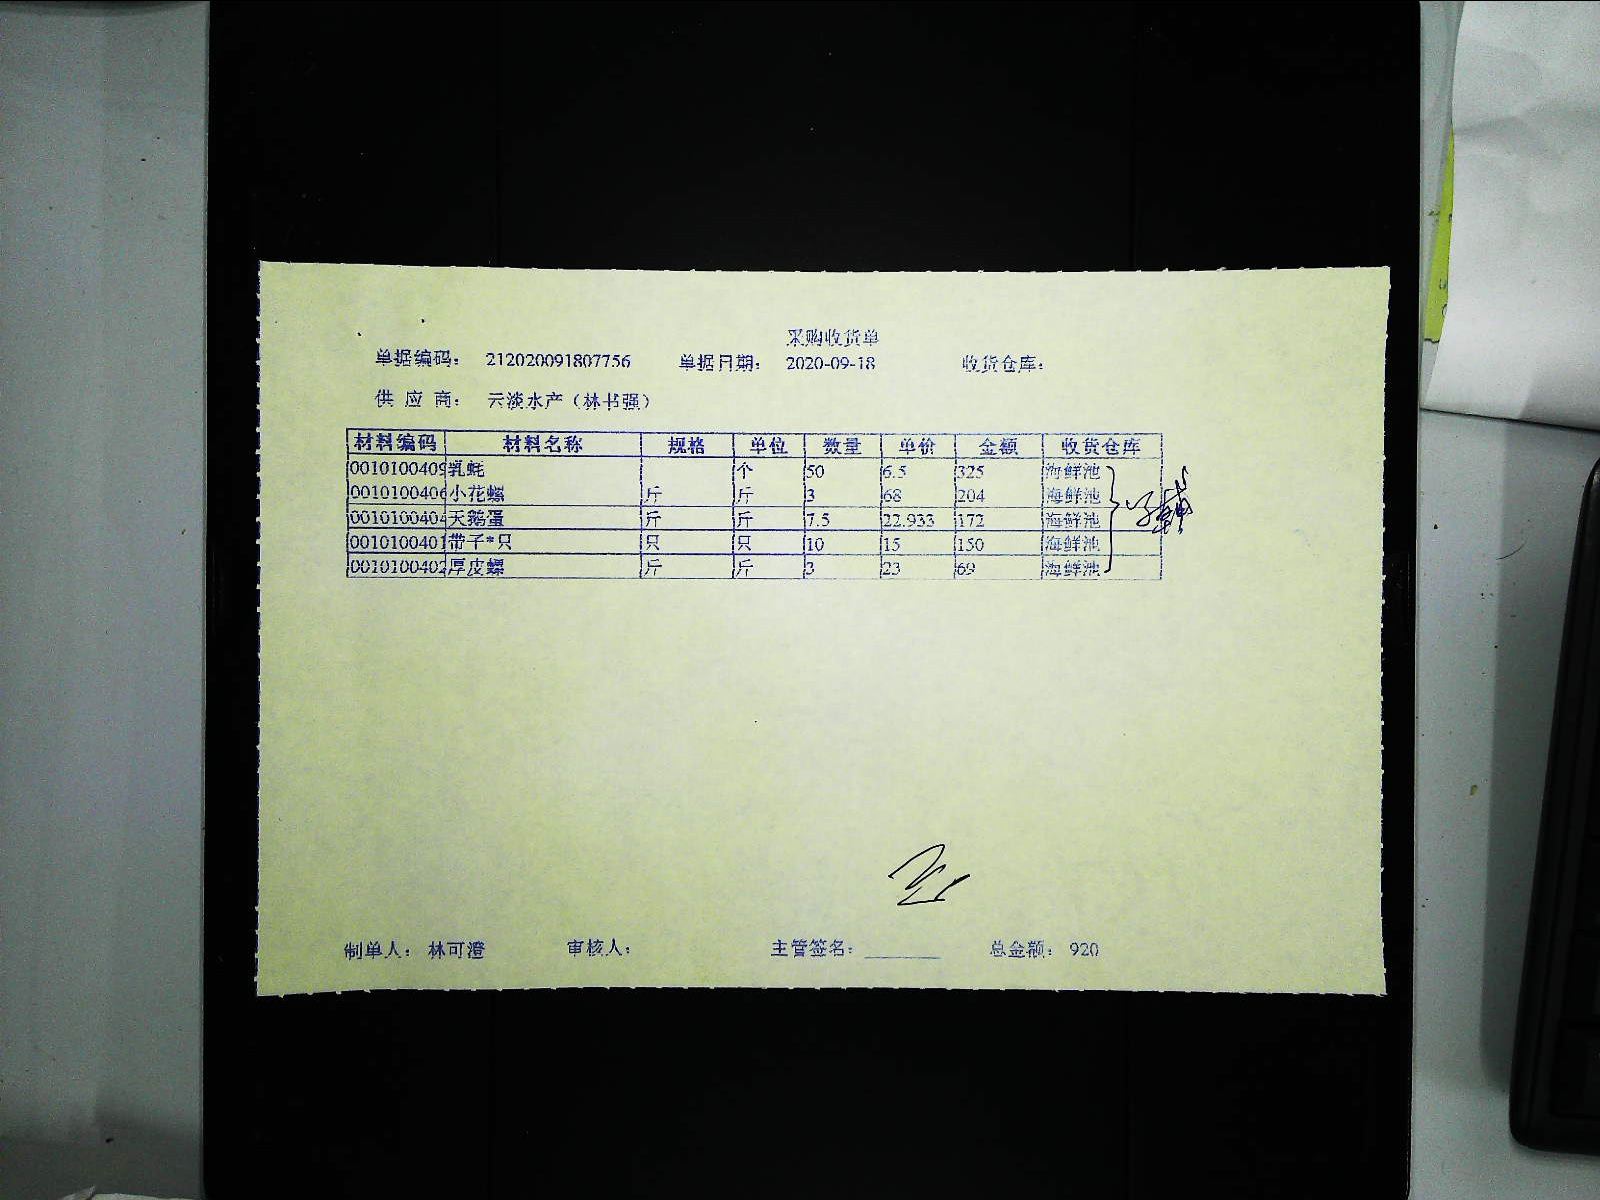 采购收货单
单据编码： 212020091807756 单据日期： 2020-09-18 收货仓库：
供 应 商： 云淡水产（林书强）
材料编码 材料名称 规格 单位 数量 单价 金额 收货仓库
0010100409 乳蚝 个 50 6.5 325 海鲜池
0010100406 小花螺 斤 斤 3 68 204 海鲜池
0010100404 天鹅蛋 斤 斤 7.5 22.933 172 海鲜池
0010100401 带子*只 只 只 10 15 150 海鲜池
0010100402 厚皮螺 斤 斤 3 23 69 海鲜池
制单人： 林可澄 审核人： 主管签名： 总金额： 920